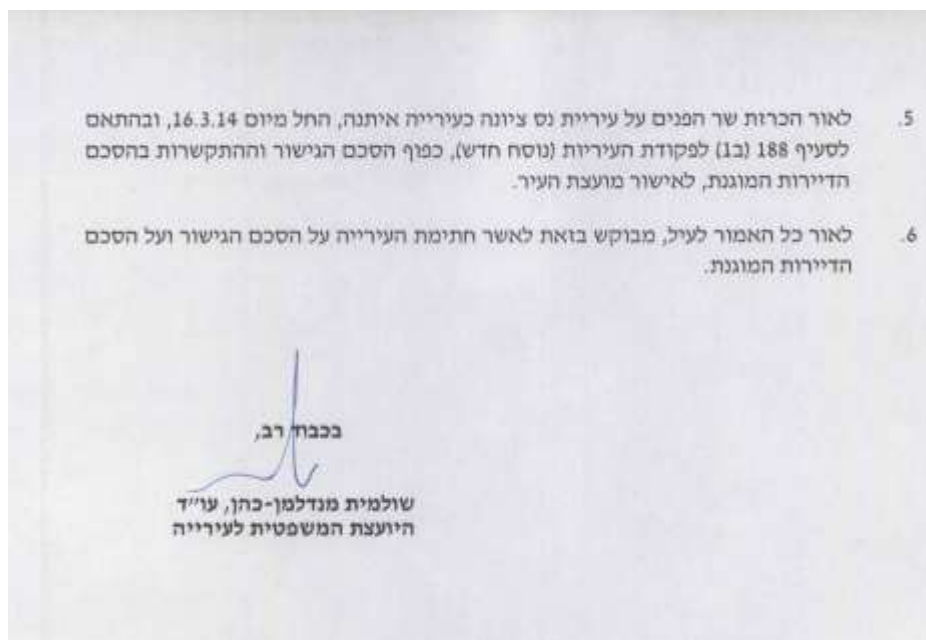 5. לאור הכרזת שר הפנים על עיריית נס ציונה כעירייה איתנה, החל מיום 16.3.14, ובהתאם
לסעיף 188 (ב1) לפקודת העיריות (נוסח חדש), כפוף הסכם הגישור וההתקשרות בהסכם
הדיירות המוגנת, לאישור מועצת העיר.
6. לאור כל האמור לעיל, מבוקש בזאת לאשר חתימת העירייה על הסכם הגישור ועל הסכם
הדיירות המוגנת.
בכבוד רב,
שולמית מנדלמן-כהן, עו"ד
היועצת המשפטית לעירייה